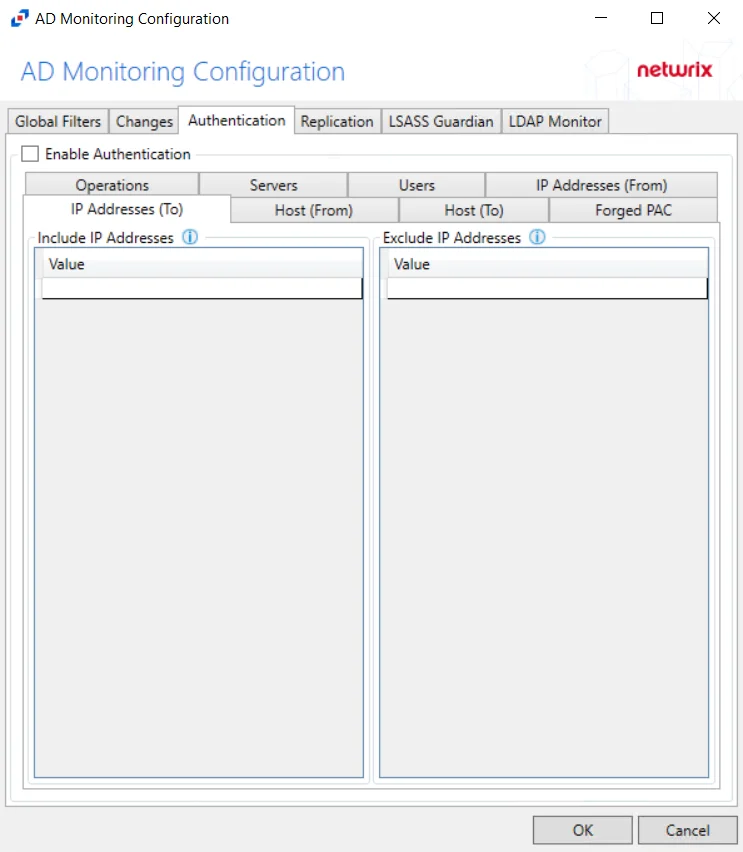 AD Monitoring Configuration
AD Monitoring Configuration
netwrix
Global Filters Changes Authentication Replication LSASS Guardian LDAP Monitor
Enable Authentication
Operations Servers Users IP Addresses (From)
IP Addresses (To) Host (From) Host (To) Forged PAC
Include IP Addresses Exclude IP Addresses
Value Value
OK Cancel